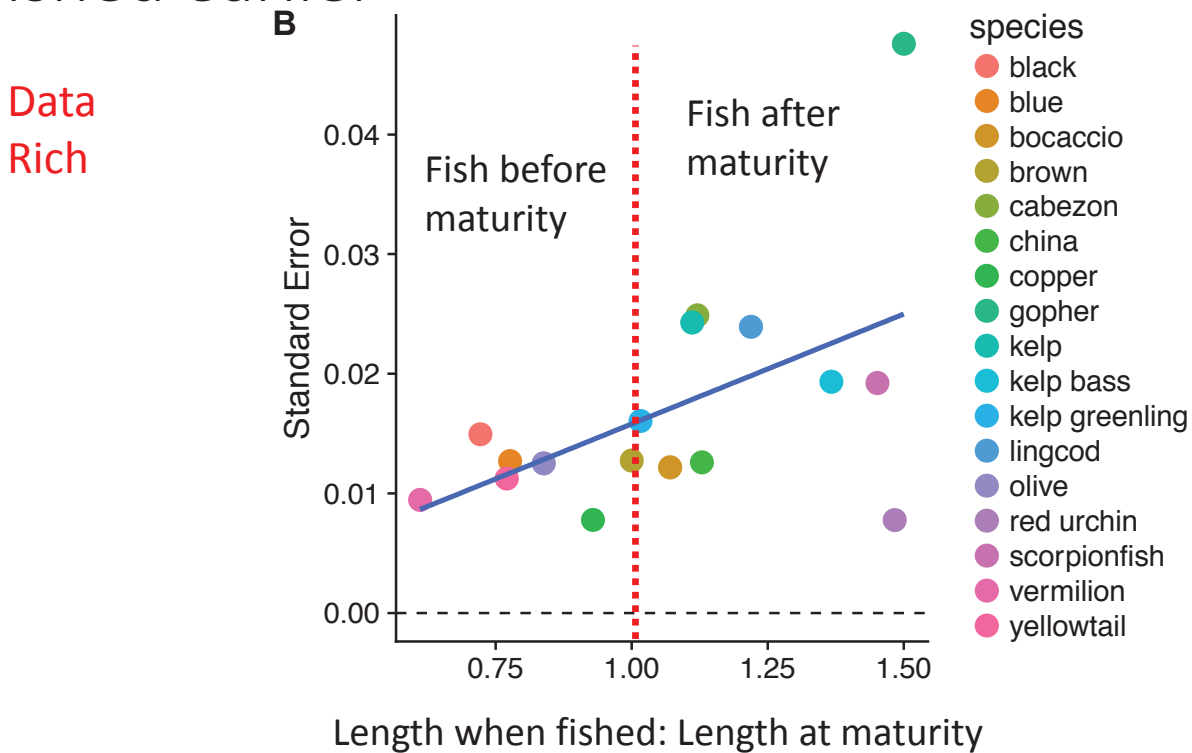 B
Data
Rich
Fish before
maturity
Fish after
maturity
Standard Error
0.04
0.03
0.02
0.01
0.00
0.75 1.00 1.25 1.50
Length when fished: Length at maturity
species
black
blue
bocaccio
brown
cabezon
china
copper
gopher
kelp
kelp bass
kelp greenling
lingcod
olive
red urchin
scorpionfish
vermilion
yellowtail